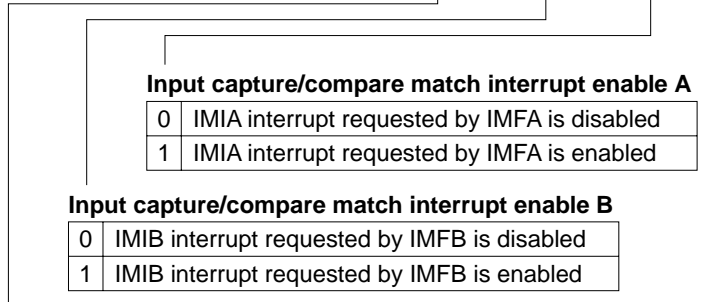 Input capture/compare match interrupt enable A
0 IMIA interrupt requested by IMFA is disabled
1 IMIA interrupt requested by IMFA is enabled
Input capture/compare match interrupt enable B
0 IMIB interrupt requested by IMFB is disabled
1 IMIB interrupt requested by IMFB is enabled